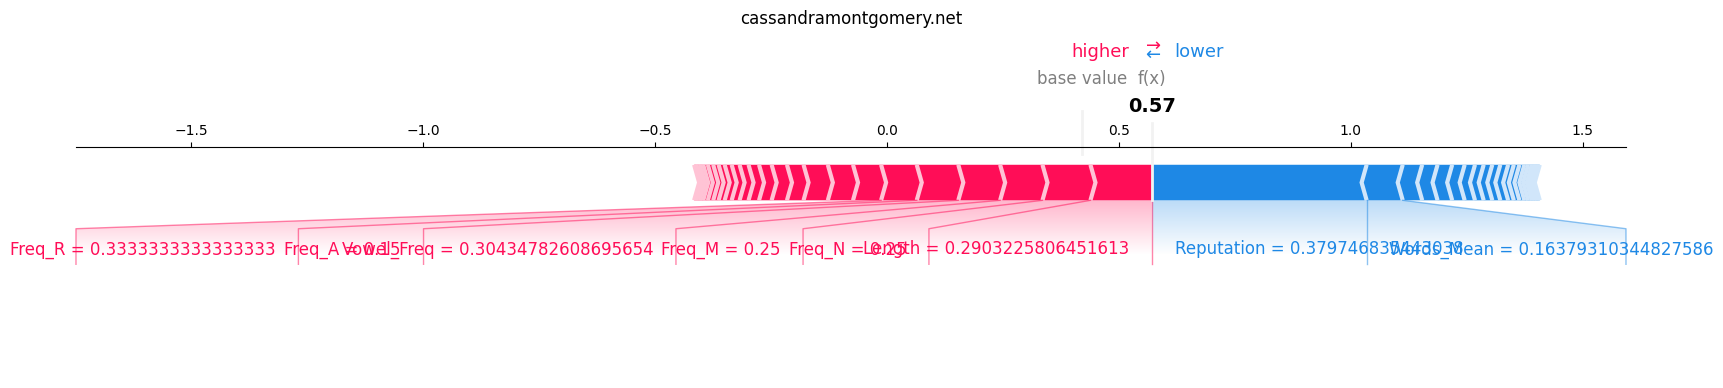 cassandramontgomery.net
higher → ← lower
base value f(x)
0.57
−1.5 −1.0 −0.5 0.0 0.5 1.0 1.5
Freq_R = 0.3333333333333333 Freq_A = 0.15 Vowel_Freq = 0.30434782608695654 Freq_M = 0.25 Freq_N = 0.25 Length = 0.2903225806451613 Reputation = 0.379746835443038 Words_Mean = 0.16379310344827586